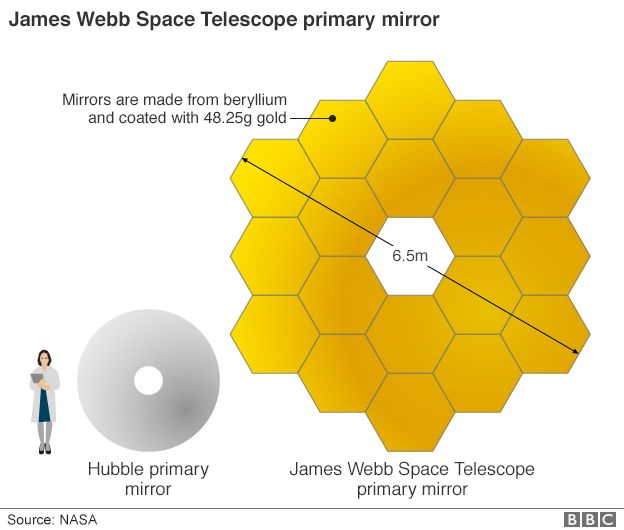 James Webb Space Telescope primary mirror
Mirrors are made from beryllium
and coated with 48.25g gold
6.5m
Hubble primary
mirror
James Webb Space Telescope
primary mirror
Source: NASA
BBC